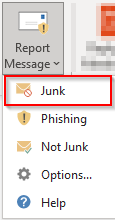 Report
Message
Junk
Phishing
Not Junk
Options...
Help